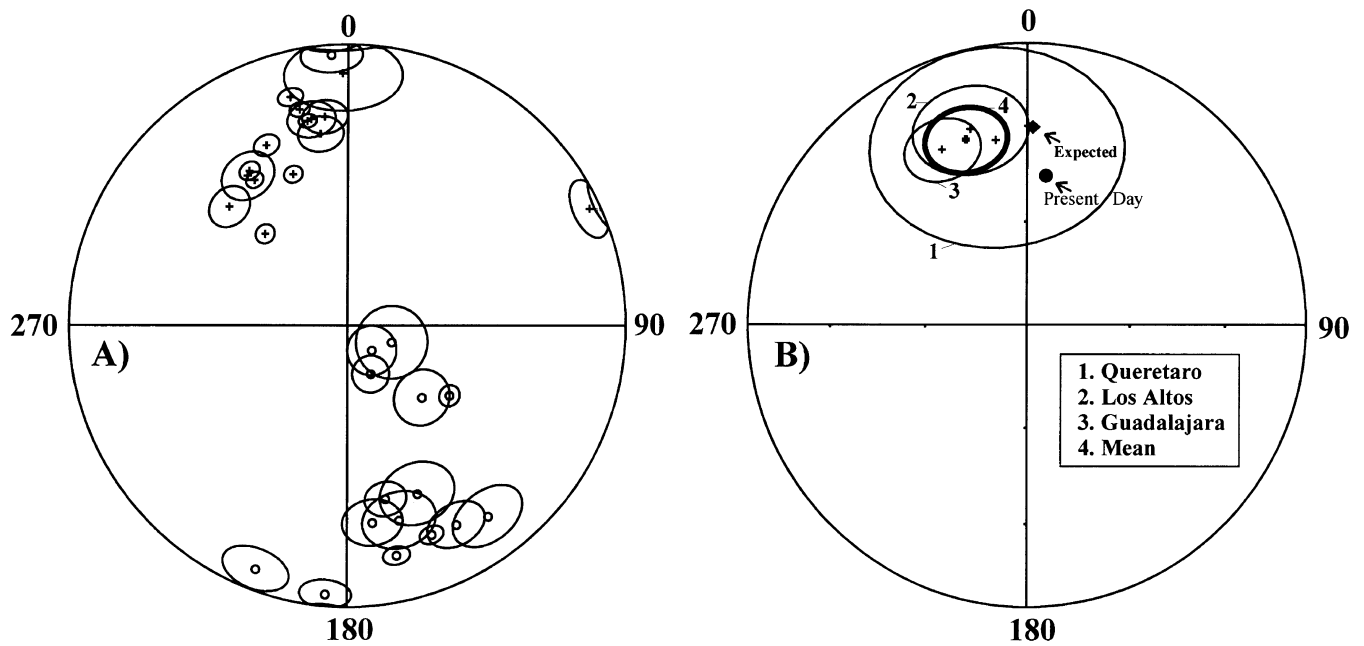 0
270
90
A)
180
0
2
4
Expected
3
Present Day
1
270
90
B)
1. Queretaro
2. Los Altos
3. Guadalajara
4. Mean
180